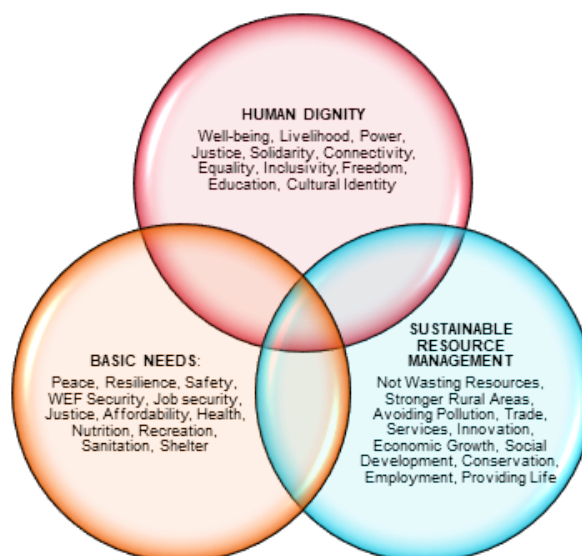 HUMAN DIGNITY
Well-being, Livelihood, Power,
Justice, Solidarity, Connectivity,
Equality, Inclusivity, Freedom,
Education, Cultural Identity
BASIC NEEDS:
Peace, Resilience, Safety,
WEF Security, Job security,
Justice, Affordability, Health,
Nutrition, Recreation,
Sanitation, Shelter
SUSTAINABLE
RESOURCE
MANAGEMENT
Not Wasting Resources,
Stronger Rural Areas,
Avoiding Pollution, Trade,
Services, Innovation,
Economic Growth, Social
Development, Conservation,
Employment, Providing Life